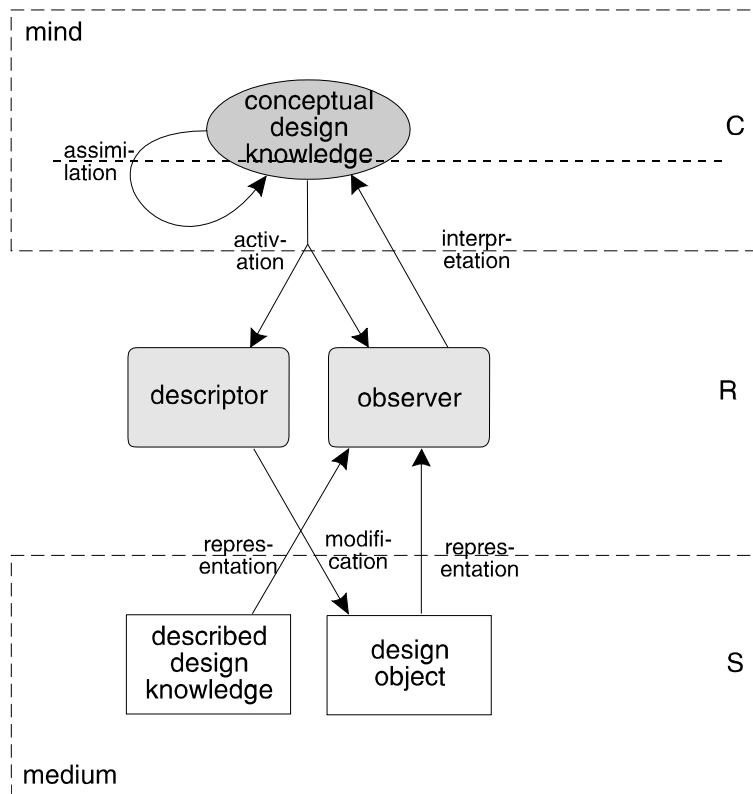 mind
conceptual
design
knowledge
C
assimi-
lation
activ-
ation
interpr-
etation
descriptor
observer
R
repres-
entation
modifi-
cation
repres-
entation
described
design
knowledge
design
object
S
medium